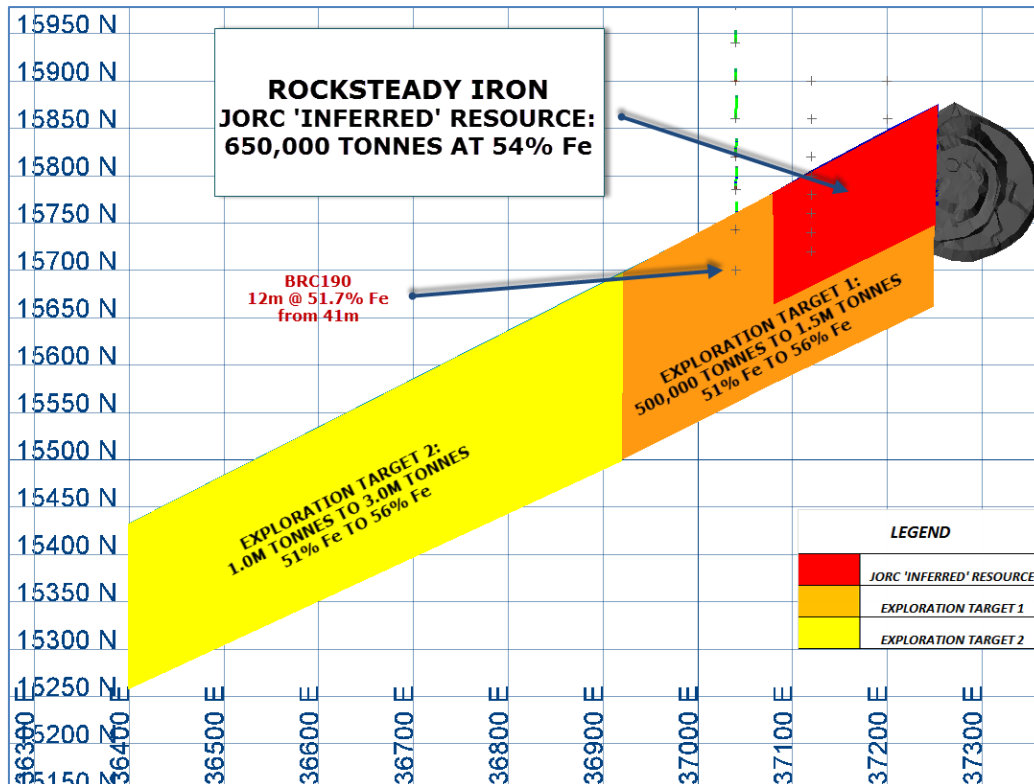 15950 N
15900 N
15850 N
15800 N
15750 N
15700 N
15650 N
15600 N
15550 N
15500 N
15450 N
15400 N
15350 N
15300 N
15250 N
15200 N
15150 N
ROCKSTEADY IRON
JORC 'INFERRED' RESOURCE:
650,000 TONNES AT 54% Fe
BRC190
12m @ 51.7% Fe
from 41m
EXPLORATION TARGET 1:
500,000 TONNES TO 1.5M TONNES
51% Fe TO 56% Fe
EXPLORATION TARGET 2:
1.0M TONNES TO 3.0M TONNES
51% Fe TO 56% Fe
LEGEND
JORC 'INFERRED' RESOURCE
EXPLORATION TARGET 1
EXPLORATION TARGET 2
36300 E
36400 E
36500 E
36600 E
36700 E
36800 E
36900 E
37000 E
37100 E
37200 E
37300 E